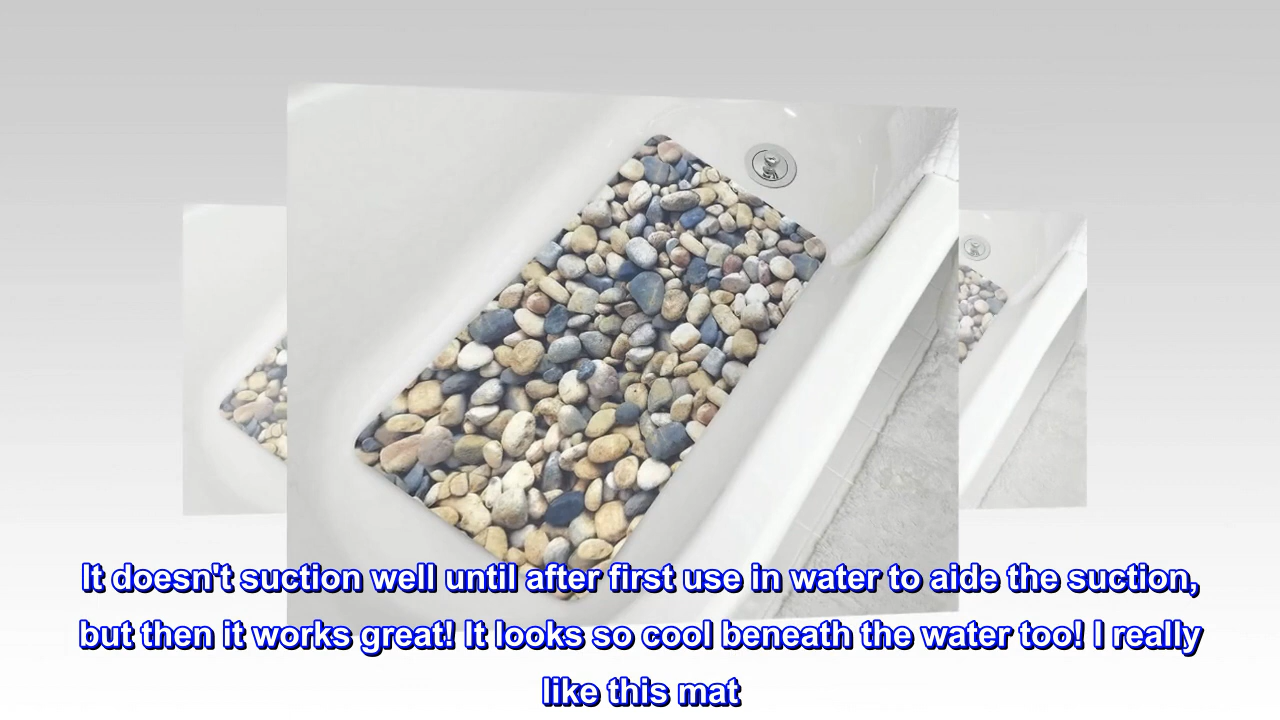 It doesn't suction well until after first use in water to aide the suction,
but then it works great! It looks so cool beneath the water too! I really
like this mat